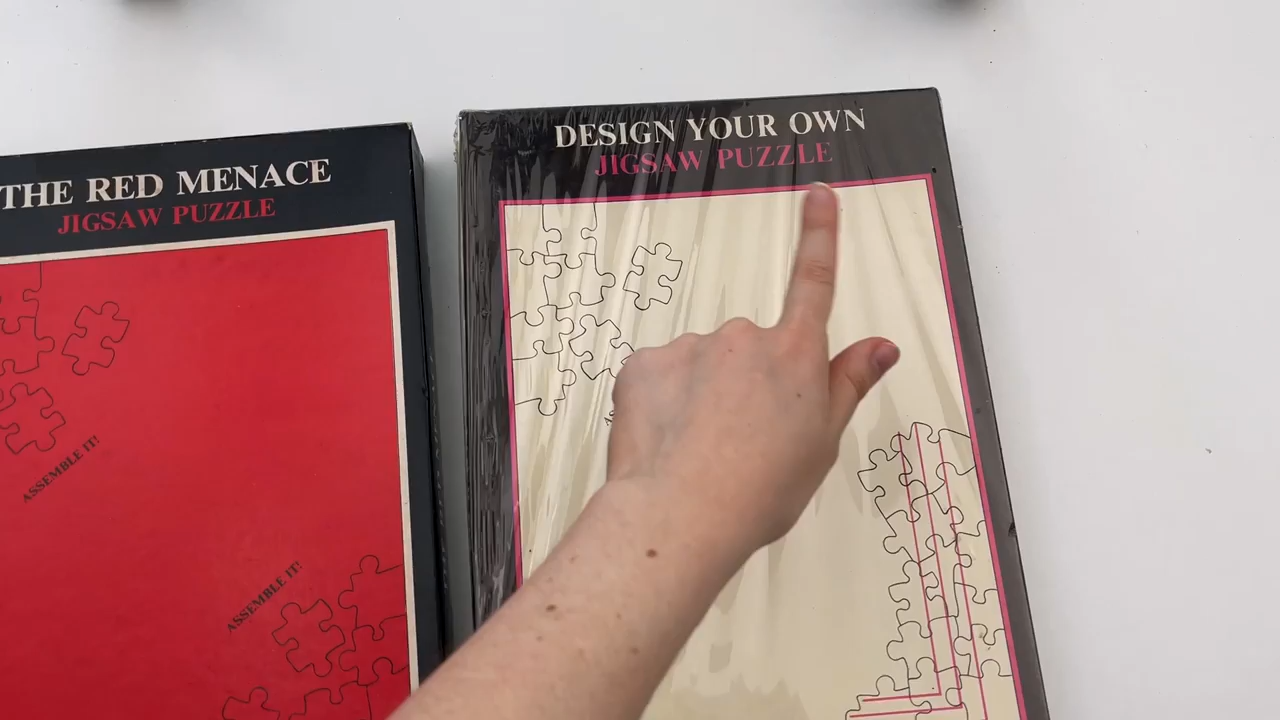 THE RED MENACE
JIGSAW PUZZLE
ASSEMBLE IT!
ASSEMBLE IT!
DESIGN YOUR OWN
JIGSAW PUZZLE